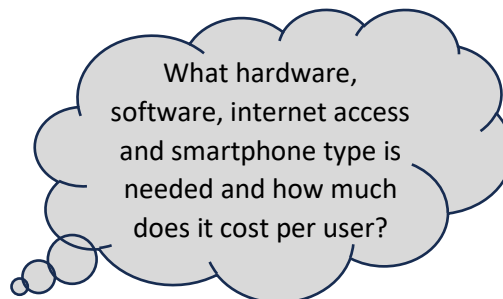 What hardware,
software, internet access
and smartphone type is
needed and how much
does it cost per user?